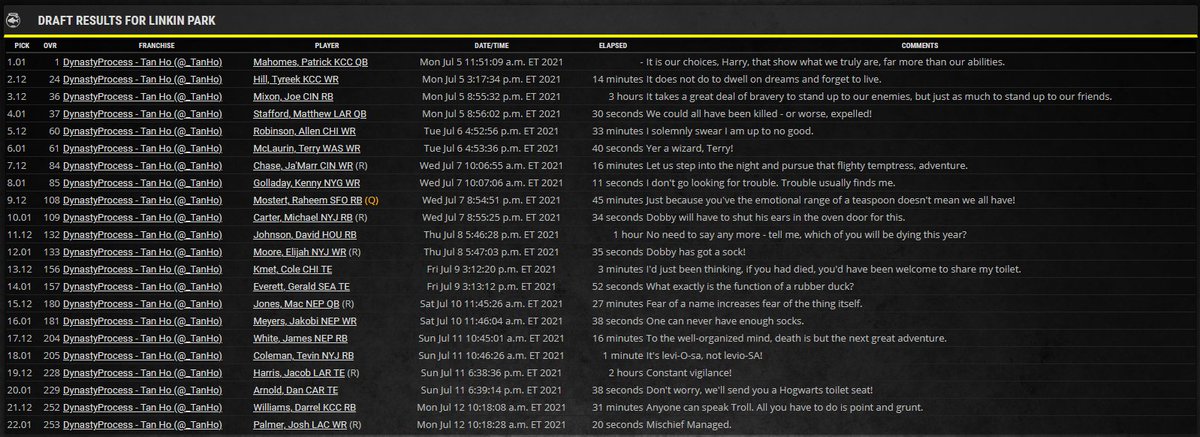 DRAFT RESULTS FOR LINKIN PARK
PICK OVR FRANCHISE PLAYER DATE/TIME ELAPSED COMMENTS
1.01 1 DynastyProcess - Tan Ho (@_TanHo) Mahomes, Patrick KCC QB Mon Jul 5 11:51:09 a.m. ET 2021 - It is our choices, Harry, that show what we truly are, far more than our abilities.
2.12 24 DynastyProcess - Tan Ho (@_TanHo) Hill, Tyreek KCC WR Mon Jul 5 3:17:34 p.m. ET 2021 14 minutes It does not do to dwell on dreams and forget to live.
3.12 36 DynastyProcess - Tan Ho (@_TanHo) Mixon, Joe CIN RB Mon Jul 5 8:55:32 p.m. ET 2021 3 hours It takes a great deal of bravery to stand up to our enemies, but just as much to stand up to our friends.
4.01 37 DynastyProcess - Tan Ho (@_TanHo) Stafford, Matthew LAR QB Mon Jul 5 8:56:02 p.m. ET 2021 30 seconds We could all have been killed - or worse, expelled!
5.12 60 DynastyProcess - Tan Ho (@_TanHo) Robinson, Allen CHI WR Tue Jul 6 4:52:56 p.m. ET 2021 33 minutes I solemnly swear I am up to no good.
6.01 61 DynastyProcess - Tan Ho (@_TanHo) McLaurin, Terry WAS WR Tue Jul 6 4:53:36 p.m. ET 2021 40 seconds Yer a wizard, Terry!
7.12 84 DynastyProcess - Tan Ho (@_TanHo) Chase, Ja'Marr CIN WR (R) Wed Jul 7 10:06:55 a.m. ET 2021 16 minutes Let us step into the night and pursue that flighty temptress, adventure.
8.01 85 DynastyProcess - Tan Ho (@_TanHo) Golladay, Kenny NYG WR Wed Jul 7 10:07:06 a.m. ET 2021 11 seconds I don't go looking for trouble. Trouble usually finds me.
9.12 108 DynastyProcess - Tan Ho (@_TanHo) Mostert, Raheem SFO RB (Q) Wed Jul 7 8:54:51 p.m. ET 2021 45 minutes Just because you've the emotional range of a teaspoon doesn't mean we all have!
10.01 109 DynastyProcess - Tan Ho (@_TanHo) Carter, Michael NYJ RB (R) Wed Jul 7 8:55:25 p.m. ET 2021 34 seconds Dobby will have to shut his ears in the oven door for this.
11.12 132 DynastyProcess - Tan Ho (@_TanHo) Johnson, David HOU RB Thu Jul 8 5:46:28 p.m. ET 2021 1 hour No need to say any more - tell me, which of you will be dying this year?
12.01 133 DynastyProcess - Tan Ho (@_TanHo) Moore, Elijah NYJ WR (R) Thu Jul 8 5:47:03 p.m. ET 2021 35 seconds Dobby has got a sock!
13.12 156 DynastyProcess - Tan Ho (@_TanHo) Kmet, Cole CHI TE Fri Jul 9 3:12:20 p.m. ET 2021 3 minutes I'd just been thinking, if you had died, you'd have been welcome to share my toilet.
14.01 157 DynastyProcess - Tan Ho (@_TanHo) Everett, Gerald SEA TE Fri Jul 9 3:13:12 p.m. ET 2021 52 seconds What exactly is the function of a rubber duck?
15.12 180 DynastyProcess - Tan Ho (@_TanHo) Jones, Mac NEP QB (R) Sat Jul 10 11:45:26 a.m. ET 2021 27 minutes Fear of a name increases fear of the thing itself.
16.01 181 DynastyProcess - Tan Ho (@_TanHo) Meyers, Jakobi NEP WR Sat Jul 10 11:46:04 a.m. ET 2021 38 seconds One can never have enough socks.
17.12 204 DynastyProcess - Tan Ho (@_TanHo) White, James NEP RB Sun Jul 11 10:45:01 a.m. ET 2021 16 minutes To the well-organized mind, death is but the next great adventure.
18.01 205 DynastyProcess - Tan Ho (@_TanHo) Coleman, Tevin NYJ RB Sun Jul 11 10:46:26 a.m. ET 2021 1 minute It's levi-O-sa, not levio-SA!
19.12 228 DynastyProcess - Tan Ho (@_TanHo) Harris, Jacob LAR TE (R) Sun Jul 11 6:38:36 p.m. ET 2021 2 hours Constant vigilance!
20.01 229 DynastyProcess - Tan Ho (@_TanHo) Arnold, Dan CAR TE Sun Jul 11 6:39:14 p.m. ET 2021 38 seconds Don't worry, we'll send you a Hogwarts toilet seat!
21.12 252 DynastyProcess - Tan Ho (@_TanHo) Williams, Darrel KCC RB Mon Jul 12 10:18:08 a.m. ET 2021 31 minutes Anyone can speak Troll. All you have to do is point and grunt.
22.01 253 DynastyProcess - Tan Ho (@_TanHo) Palmer, Josh LAC WR (R) Mon Jul 12 10:18:28 a.m. ET 2021 20 seconds Mischief Managed.